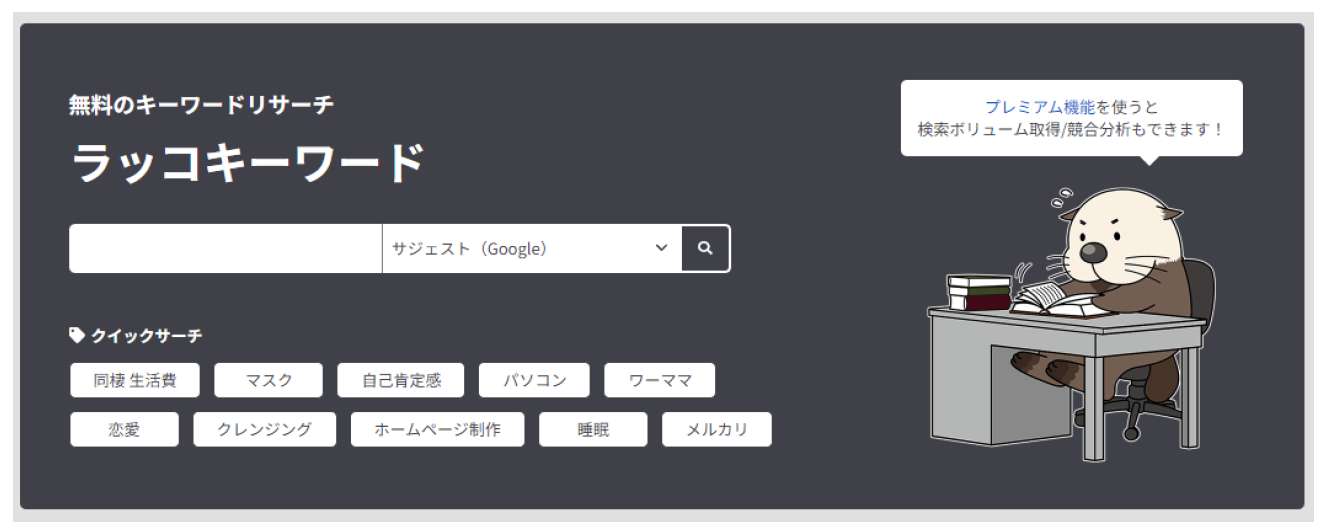 無料のキーワードリサーチ
ラッコキーワード
サジェスト（Google）
クイックサーチ
同棲 生活費
マスク
自己肯定感
パソコン
ワーママ
恋愛
クレンジング
ホームページ制作
睡眠
メルカリ
プレミアム機能を使うと
検索ボリューム取得/競合分析もできます！